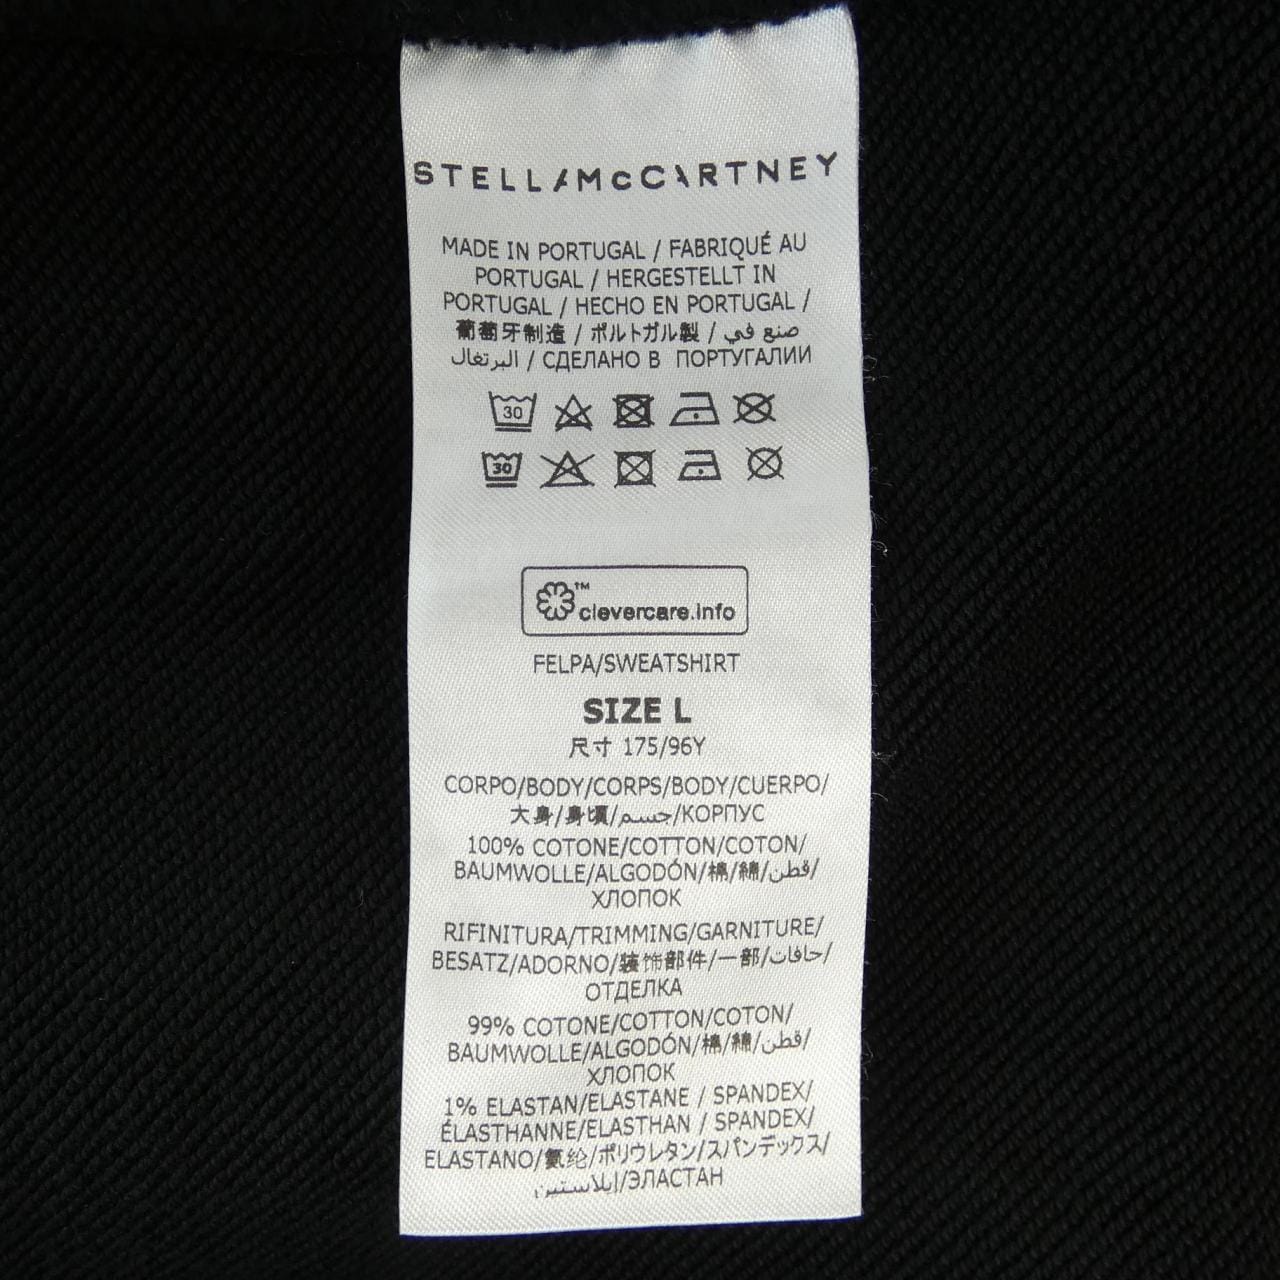 STELLA McCARTNEY
MADE IN PORTUGAL / FABRIQUÉ AU
PORTUGAL / HERGESTELLT IN
PORTUGAL / HECHO EN PORTUGAL /
葡萄牙制造 / ポルトガル製 / صنع في
البرتغال / СДЕЛАНО В ПОРТУГАЛИИ
30
30
™
clevercare.info
FELPA/SWEATSHIRT
SIZE L
尺寸 175/96Y
CORPO/BODY/CORPS/BODY/CUERPO/
大身/身頃/جسم/КОРПУС
100% COTONE/COTTON/COTON/
BAUMWOLLE/ALGODÓN/棉/綿/قطن/
ХЛОПОК
RIFINITURA/TRIMMING/GARNITURE/
BESATZ/ADORNO/装饰部件/一部/حافات/
ОТДЕЛКА
99% COTONE/COTTON/COTON/
BAUMWOLLE/ALGODÓN/棉/綿/قطن/
ХЛОПОК
1% ELASTAN/ELASTANE / SPANDEX/
ÉLASTHANNE/ELASTHAN / SPANDEX/
ELASTANO/氨纶/ポリウレタン/スパンデックス/
إيلاستين/ЭЛАСТАН